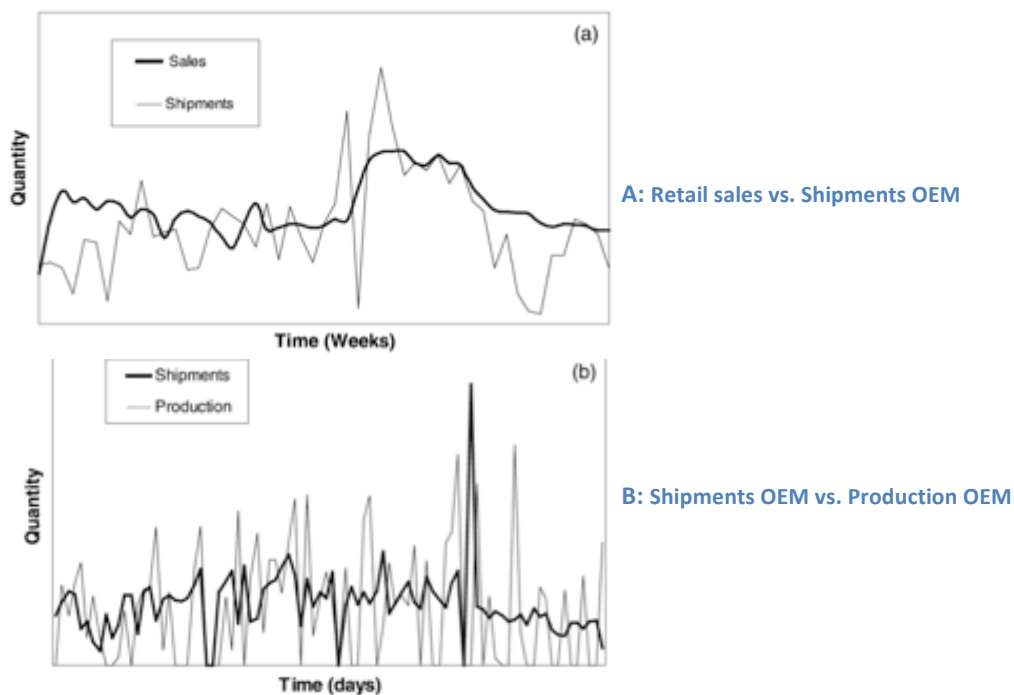 (a)
Sales
Shipments
Quantity
A: Retail sales vs. Shipments OEM
Time (Weeks)
(b)
Shipments
Production
Quantity
B: Shipments OEM vs. Production OEM
Time (days)